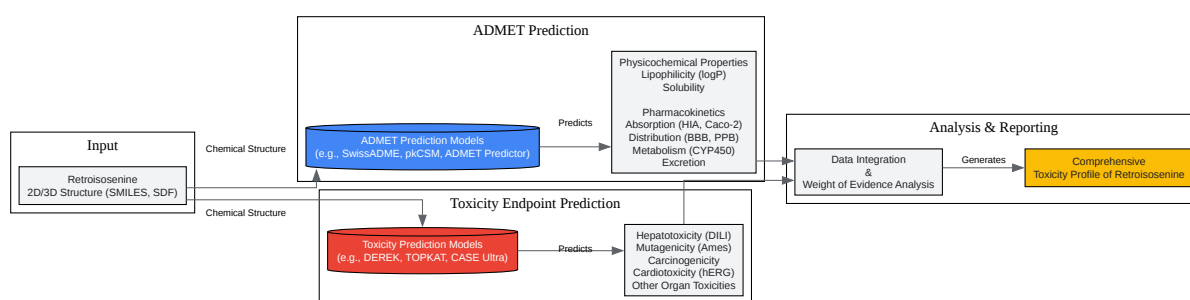 ADMET Prediction
Physicochemical Properties
Lipophilicity (logP)
Solubility
Pharmacokinetics
Absorption (HIA, Caco-2)
Distribution (BBB, PPB)
Metabolism (CYP450)
Excretion
Predicts
ADMET Prediction Models
(e.g., SwissADME, pkCSM, ADMET Predictor)
Input
Chemical Structure
Retroisosenine
2D/3D Structure (SMILES, SDF)
Chemical Structure
Analysis & Reporting
Data Integration
&
Weight of Evidence Analysis
Generates
Comprehensive
Toxicity Profile of Retroisosenine
Toxicity Endpoint Prediction
Toxicity Prediction Models
(e.g., DEREK, TOPKAT, CASE Ultra)
Predicts
Hepatotoxicity (DILI)
Mutagenicity (Ames)
Carcinogenicity
Cardiotoxicity (hERG)
Other Organ Toxicities